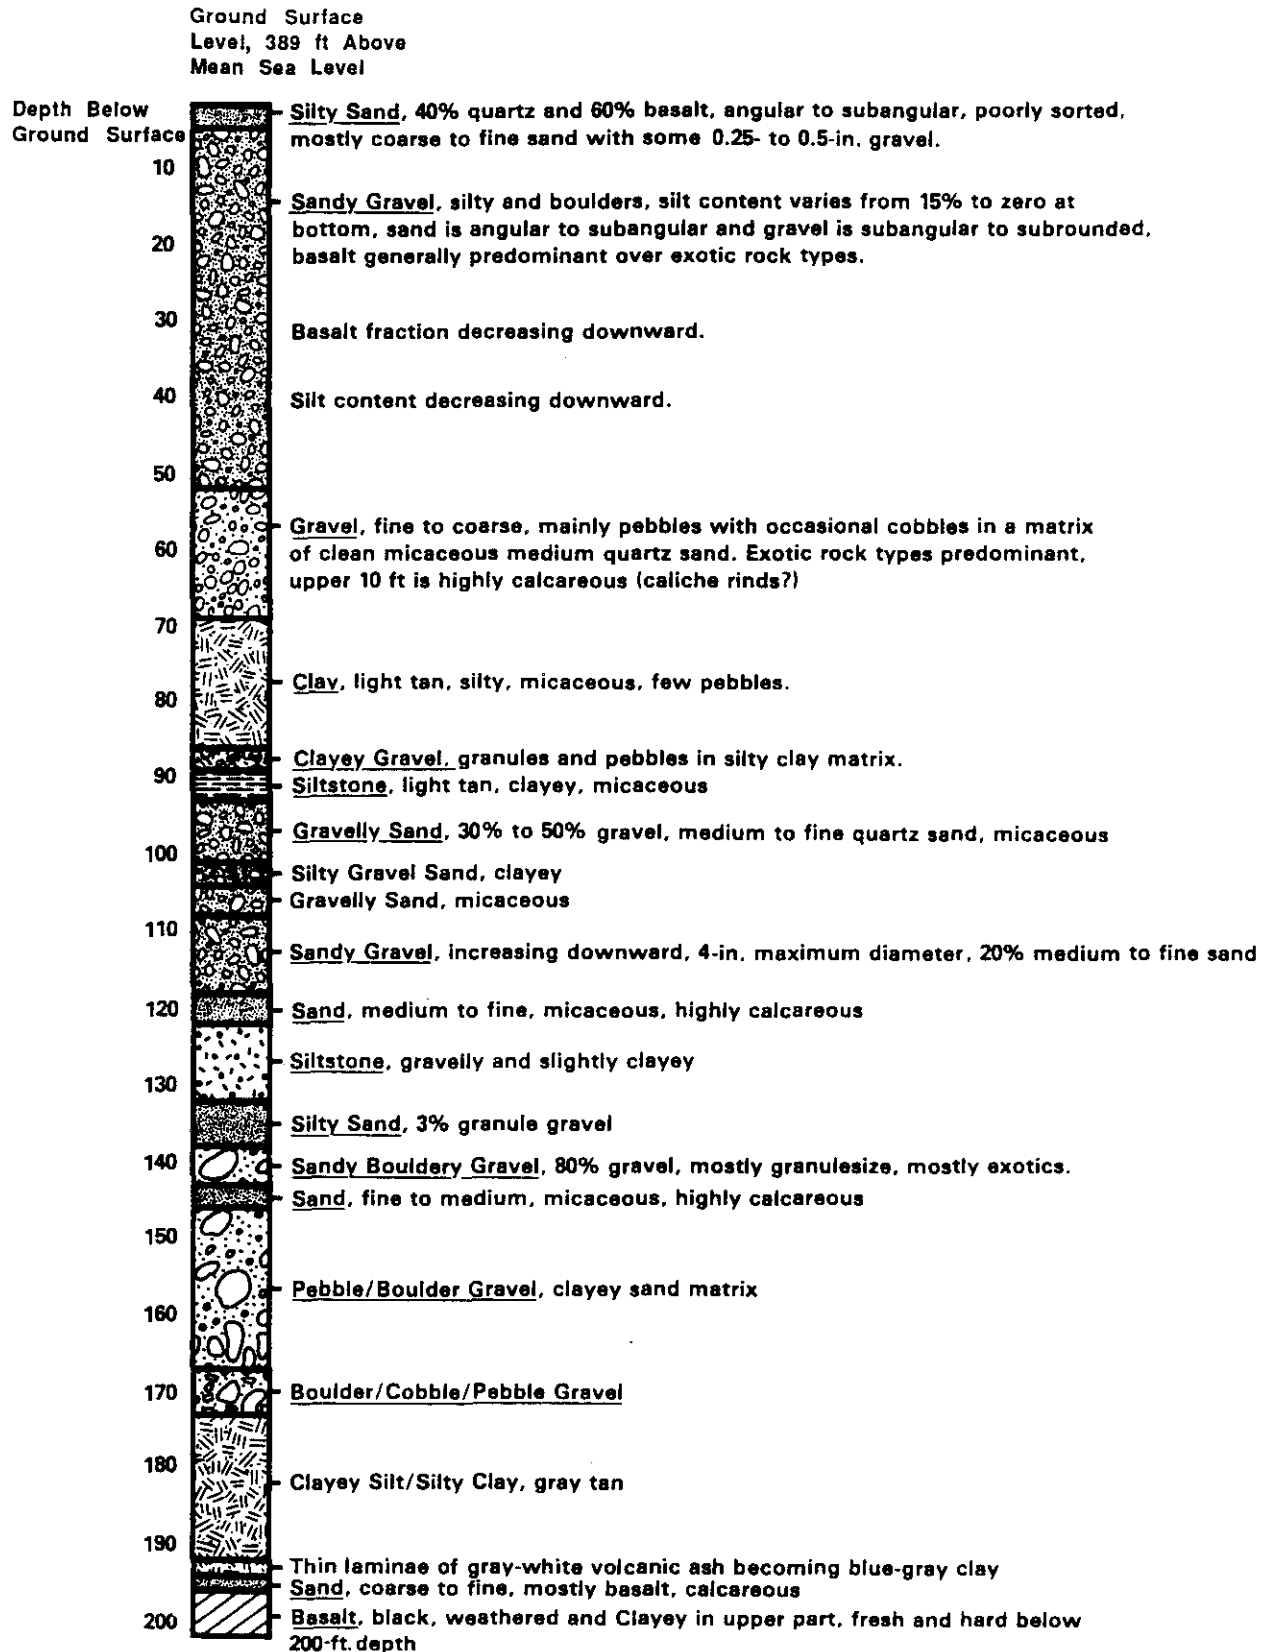 Ground Surface
Level, 389 ft Above
Mean Sea Level
Depth Below
Ground Surface
Silty Sand, 40% quartz and 60% basalt, angular to subangular, poorly sorted,
mostly coarse to fine sand with some 0.25- to 0.5-in. gravel.
10
Sandy Gravel, silty and boulders, silt content varies from 15% to zero at
bottom, sand is angular to subangular and gravel is subangular to subrounded,
basalt generally predominant over exotic rock types.
20
30
Basalt fraction decreasing downward.
40
Silt content decreasing downward.
50
Gravel, fine to coarse, mainly pebbles with occasional cobbles in a matrix
of clean micaceous medium quartz sand. Exotic rock types predominant,
upper 10 ft is highly calcareous (caliche rinds?)
60
70
Clay, light tan, silty, micaceous, few pebbles.
80
Clayey Gravel, granules and pebbles in silty clay matrix.
90
Siltstone, light tan, clayey, micaceous
Gravelly Sand, 30% to 50% gravel, medium to fine quartz sand, micaceous
100
Silty Gravel Sand, clayey
Gravelly Sand, micaceous
110
Sandy Gravel, increasing downward, 4-in. maximum diameter, 20% medium to fine sand
120
Sand, medium to fine, micaceous, highly calcareous
Siltstone, gravelly and slightly clayey
130
Silty Sand, 3% granule gravel
140
Sandy Bouldery Gravel, 80% gravel, mostly granulesize, mostly exotics.
Sand, fine to medium, micaceous, highly calcareous
150
Pebble/Boulder Gravel, clayey sand matrix
160
170
Boulder/Cobble/Pebble Gravel
180
Clayey Silt/Silty Clay, gray tan
190
Thin laminae of gray-white volcanic ash becoming blue-gray clay
Sand, coarse to fine, mostly basalt, calcareous
200
Basalt, black, weathered and Clayey in upper part, fresh and hard below
200-ft. depth